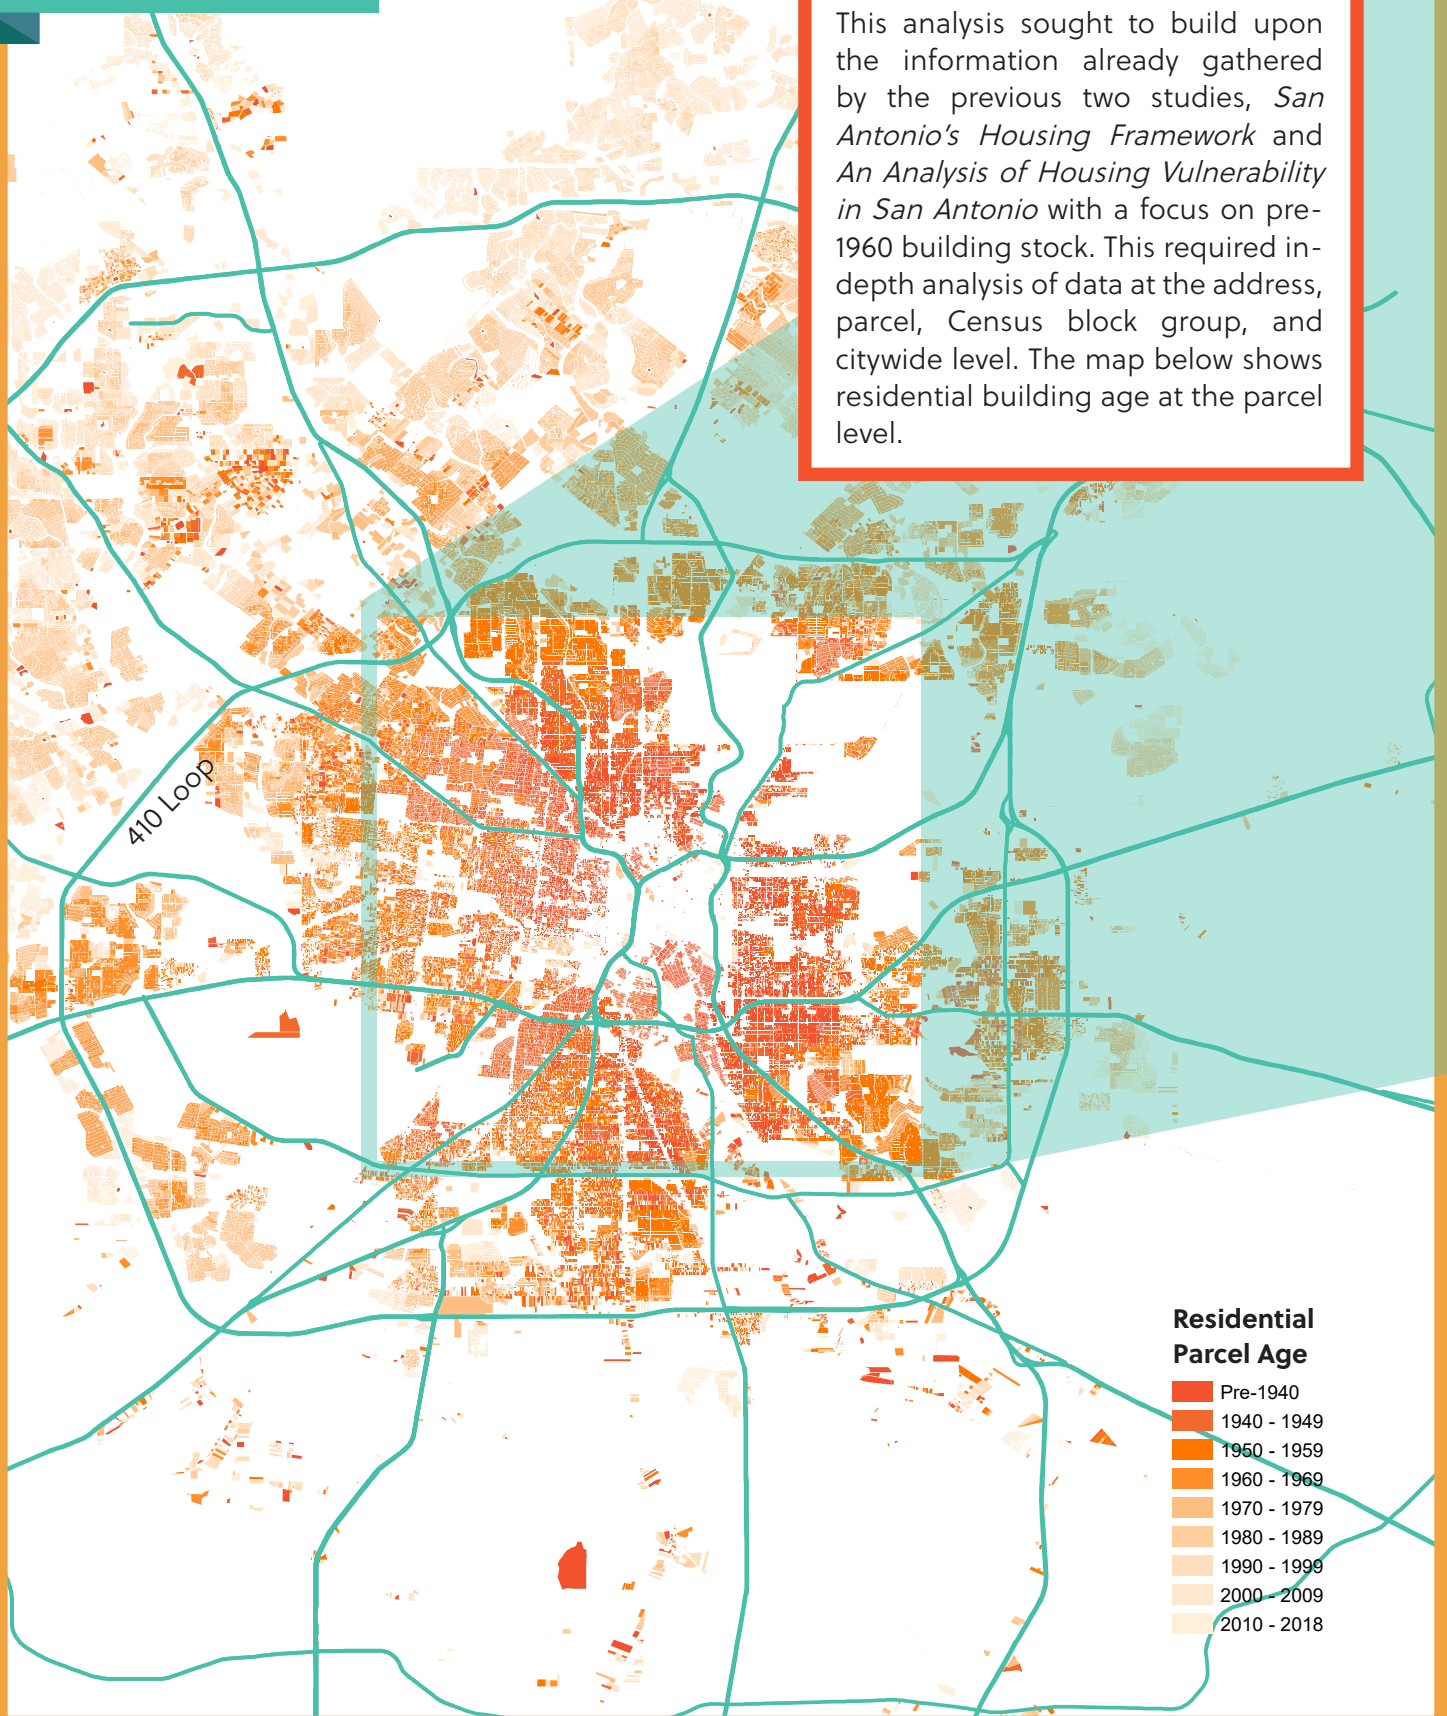 This analysis sought to build upon
the information already gathered
by the previous two studies, San
Antonio's Housing Framework and
An Analysis of Housing Vulnerability
in San Antonio with a focus on pre-
1960 building stock. This required in-
depth analysis of data at the address,
parcel, Census block group, and
citywide level. The map below shows
residential building age at the parcel
level.
410 Loop
Residential
Parcel Age
Pre-1940
1940 - 1949
1950 - 1959
1960 - 1969
1970 - 1979
1980 - 1989
1990 - 1999
2000 - 2009
2010 - 2018